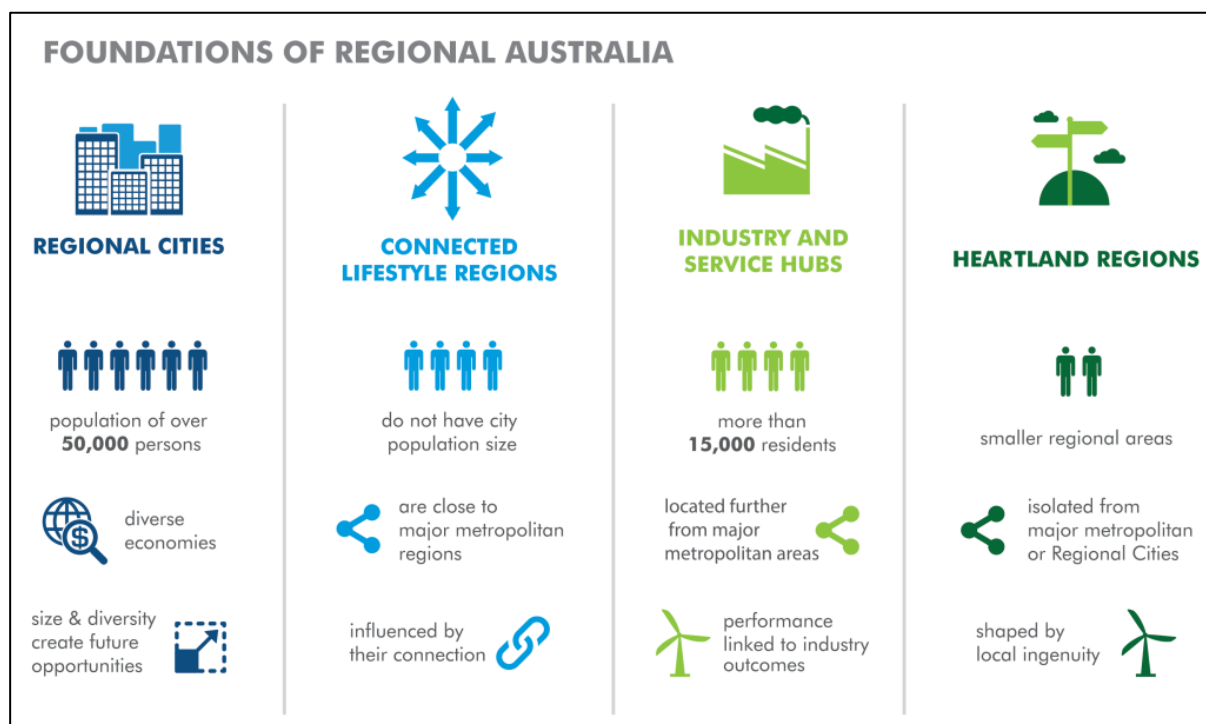 FOUNDATIONS OF REGIONAL AUSTRALIA
REGIONAL CITIES
population of over
50,000 persons
diverse
economies
size & diversity
create future
opportunities
CONNECTED
LIFESTYLE REGIONS
do not have city
population size
are close to
major metropolitan
regions
influenced by
their connection
INDUSTRY AND
SERVICE HUBS
more than
15,000 residents
located further
from major
metropolitan areas
performance
linked to industry
outcomes
HEARTLAND REGIONS
smaller regional areas
isolated from
major metropolitan
or Regional Cities
shaped by
local ingenuity